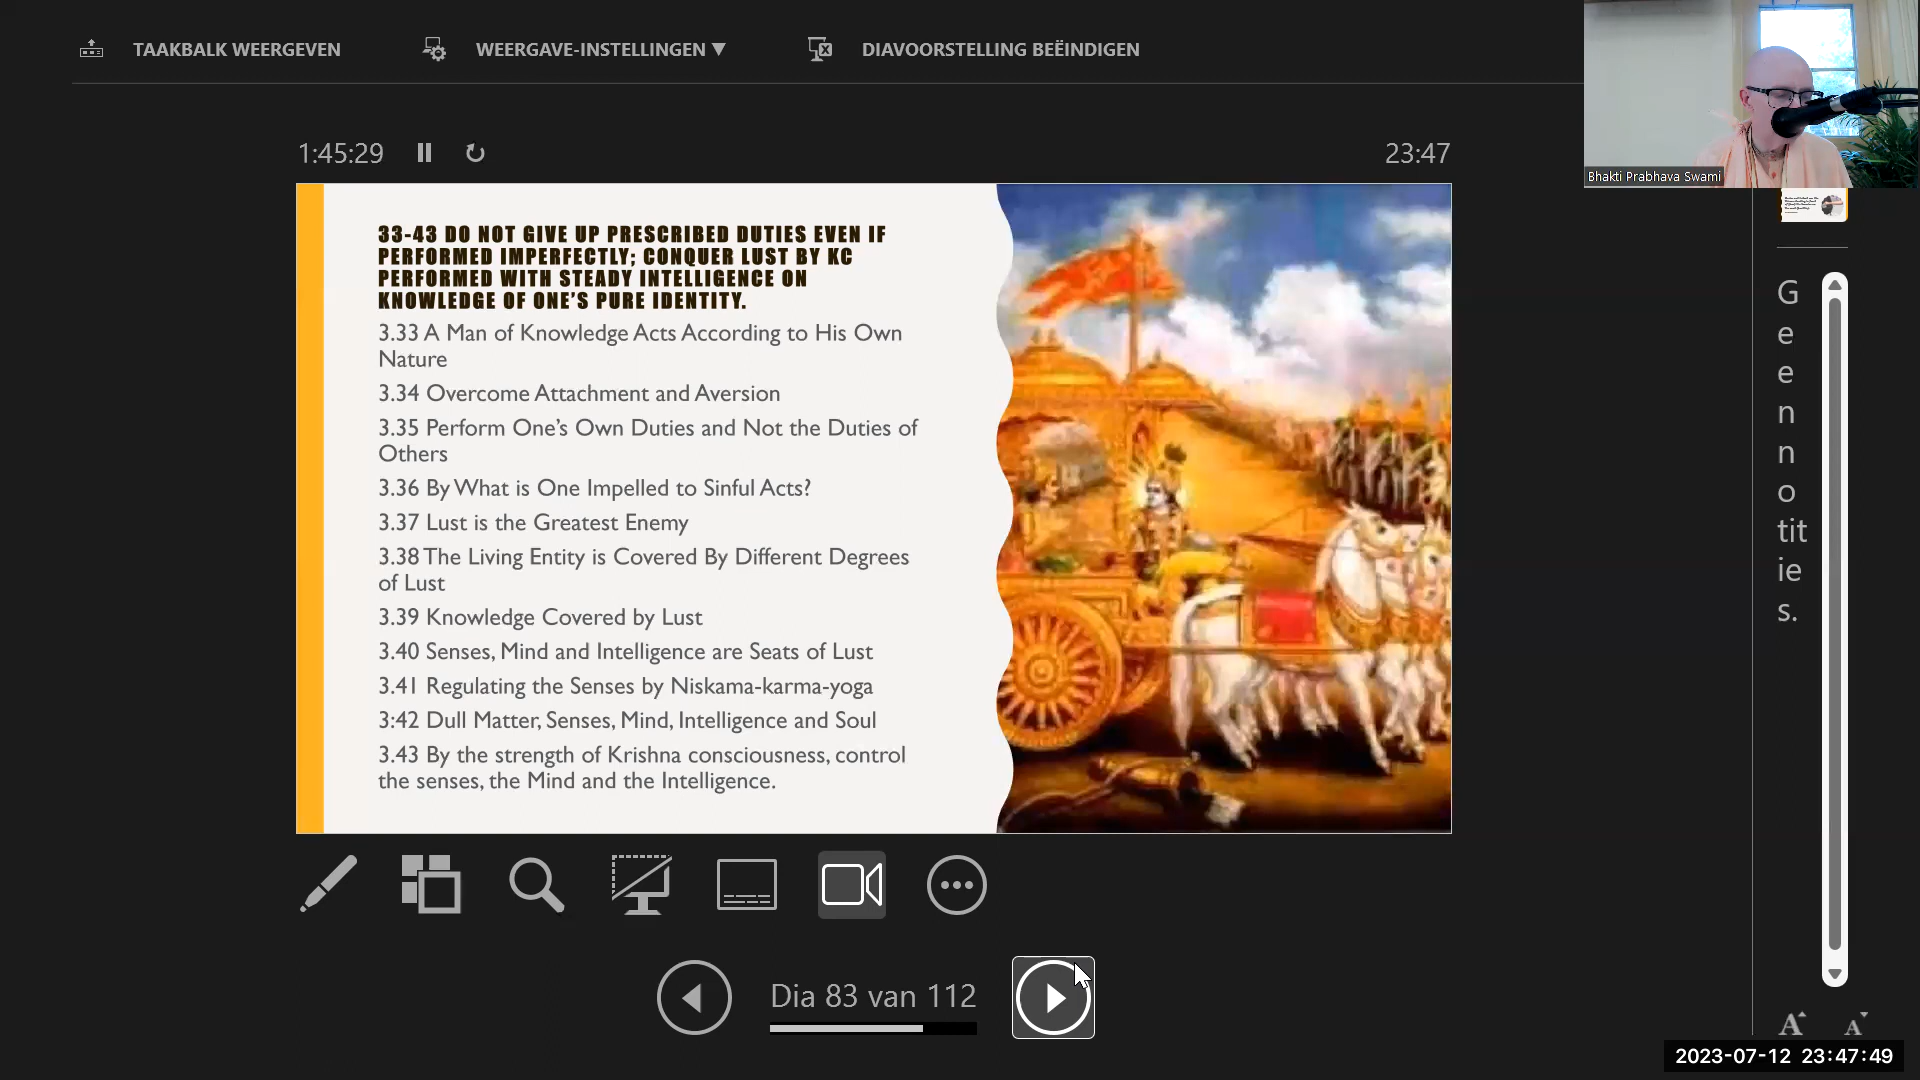 TAAKBALK WEERGEVEN
WEERGAVE-INSTELLINGEN ▼
DIAVOORSTELLING BEËINDIGEN
Bhakti Prabhava Swami
1:45:29
23:47
33-43 DO NOT GIVE UP PRESCRIBED DUTIES EVEN IF
PERFORMED IMPERFECTLY; CONQUER LUST BY KC
PERFORMED WITH STEADY INTELLIGENCE ON
KNOWLEDGE OF ONE'S PURE IDENTITY.
3.33 A Man of Knowledge Acts According to His Own
Nature
3.34 Overcome Attachment and Aversion
3.35 Perform One's Own Duties and Not the Duties of
Others
3.36 By What is One Impelled to Sinful Acts?
3.37 Lust is the Greatest Enemy
3.38 The Living Entity is Covered By Different Degrees
of Lust
3.39 Knowledge Covered by Lust
3.40 Senses, Mind and Intelligence are Seats of Lust
3.41 Regulating the Senses by Niskama-karma-yoga
3:42 Dull Matter, Senses, Mind, Intelligence and Soul
3.43 By the strength of Krishna consciousness, control
the senses, the Mind and the Intelligence.
G
e
e
n
n
o
tit
ie
s.
Dia 83 van 112
A A
2023-07-12 23:47:49